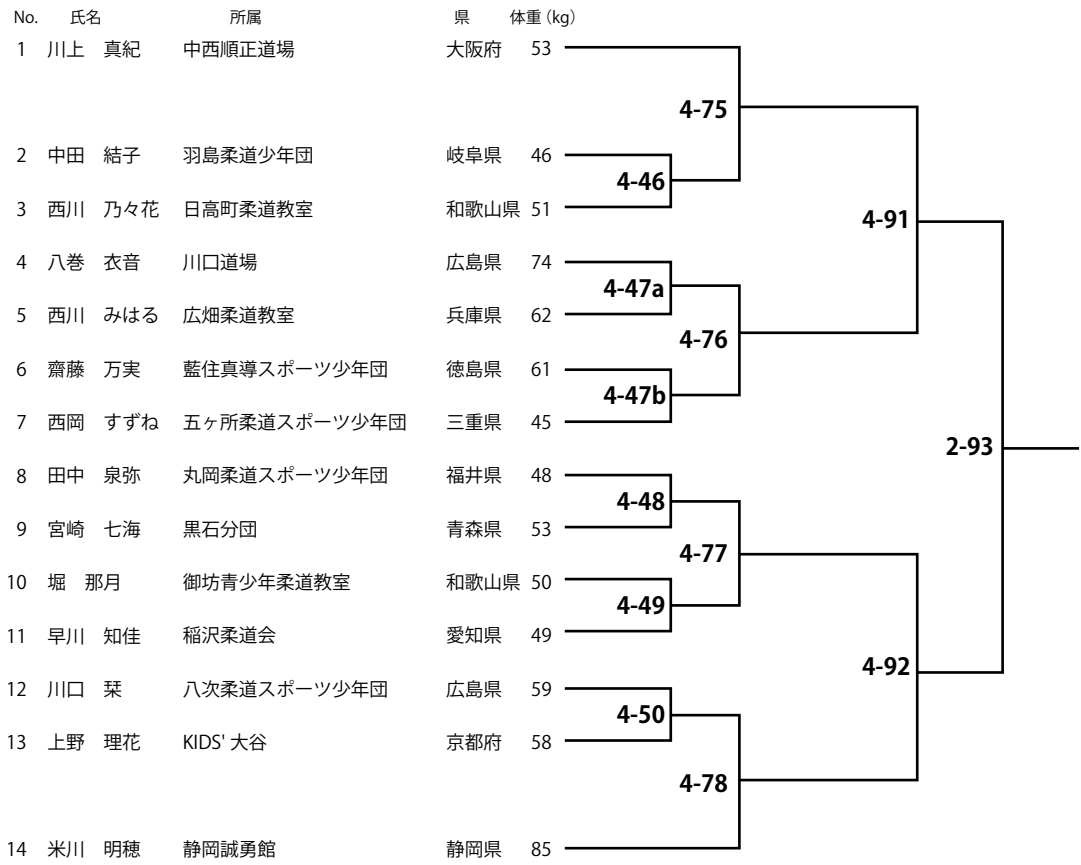 No. 氏名 所属 県 体重(kg)
1 川上 真紀 中西順正道場 大阪府 53
4-75
2 中田 結子 羽島柔道少年団 岐阜県 46
4-46
3 西川 乃々花 日高町柔道教室 和歌山県 51
4-91
4 八巻 衣音 川口道場 広島県 74
4-47a
5 西川 みはる 広畑柔道教室 兵庫県 62
4-76
6 齋藤 万実 藍住真導スポーツ少年団 徳島県 61
4-47b
7 西岡 すずね 五ヶ所柔道スポーツ少年団 三重県 45
2-93
8 田中 泉弥 丸岡柔道スポーツ少年団 福井県 48
4-48
9 宮崎 七海 黒石分団 青森県 53
4-77
10 堀 那月 御坊青少年柔道教室 和歌山県 50
4-49
11 早川 知佳 稲沢柔道会 愛知県 49
4-92
12 川口 栞 八次柔道スポーツ少年団 広島県 59
4-50
13 上野 理花 KIDS' 大谷 京都府 58
4-78
14 米川 明穂 静岡誠勇館 静岡県 85